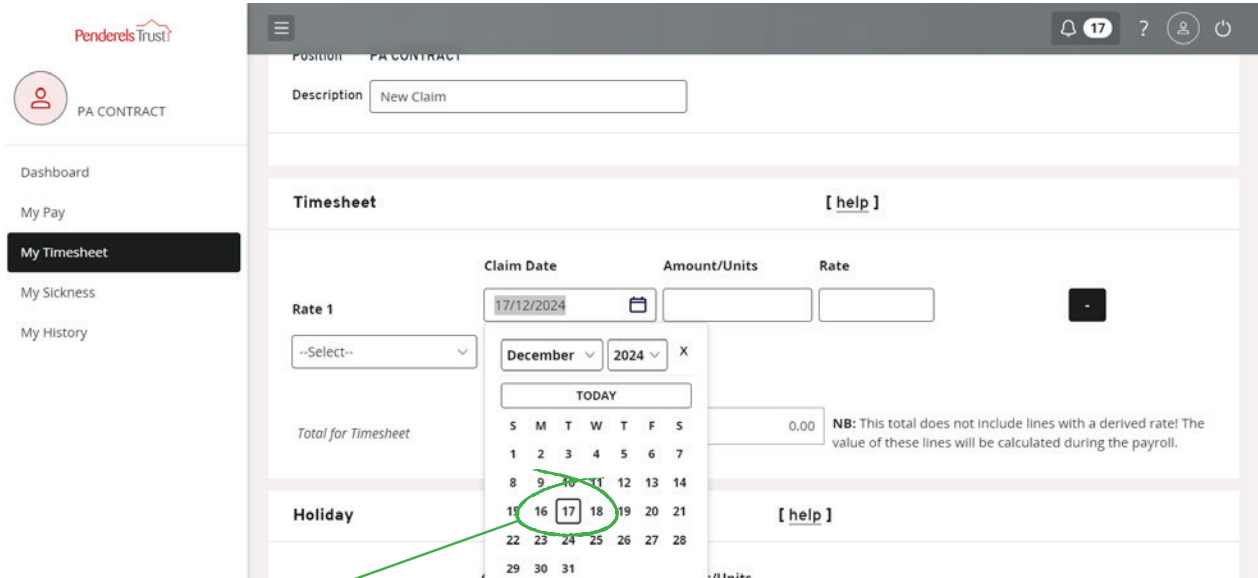 Penderels Trust
17
?
PA CONTRACT
Dashboard
My Pay
My Timesheet
My Sickness
My History
Position PA CONTRACT
Description New Claim
Timesheet [ help ]
Claim Date Amount/Units Rate
Rate 1 17/12/2024 -
--Select--
December 2024 X
TODAY
S M T W T F S
1 2 3 4 5 6 7
8 9 10 11 12 13 14
15 16 17 18 19 20 21
22 23 24 25 26 27 28
29 30 31
Total for Timesheet 0.00 NB: This total does not include lines with a derived rate! The
value of these lines will be calculated during the payroll.
Holiday [ help ]